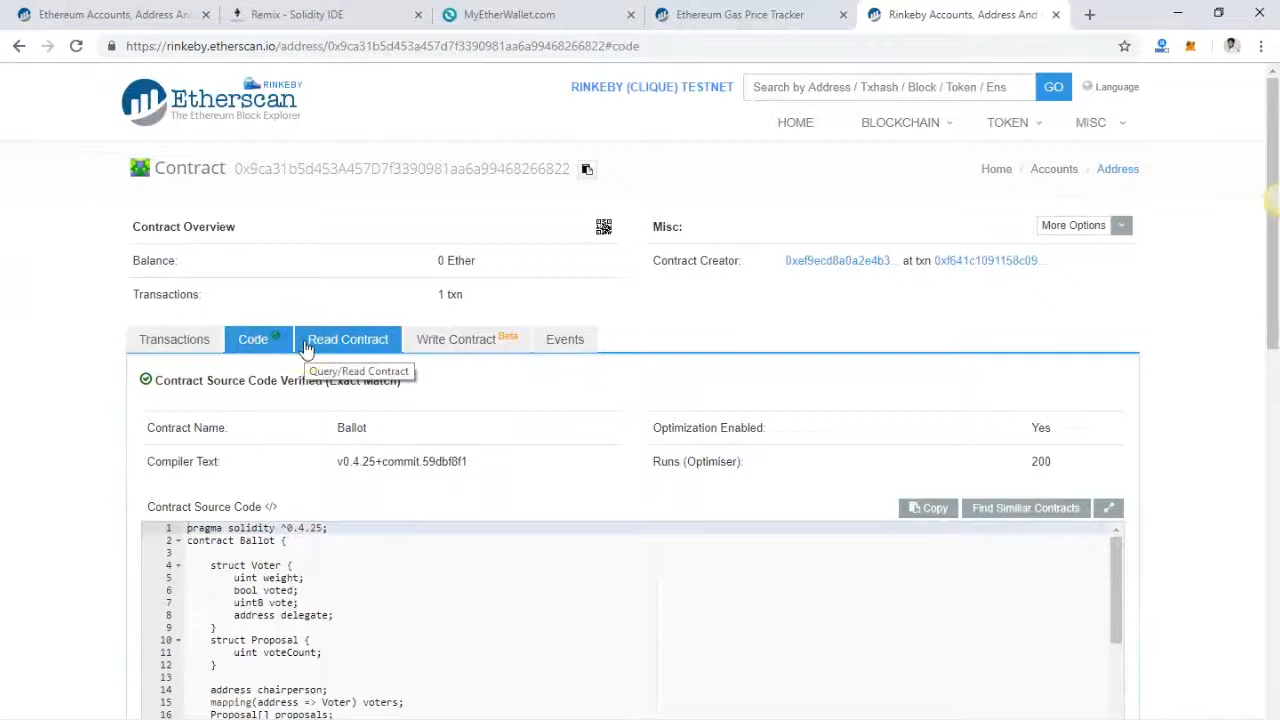 Ethereum Accounts, Address And
Remix - Solidity IDE
MyEtherWallet.com
Ethereum Gas Price Tracker
Rinkeby Accounts, Address And
https://rinkeby.etherscan.io/address/0x9ca31b5d453a457d7f3390981aa6a99468266822#code
RINKEBY
Etherscan
The Ethereum Block Explorer
RINKEBY (CLIQUE) TESTNET
Search by Address / Txhash / Block / Token / Ens
GO
Language
HOME
BLOCKCHAIN
TOKEN
MISC
Contract 0x9ca31b5d453A457D7f3390981aa6a99468266822
Home / Accounts / Address
Contract Overview
Misc:
More Options
Balance: 0 Ether
Contract Creator: 0xef9ecd8a0a2e4b3... at txn 0xf641c1091158c09...
Transactions: 1 txn
Transactions
Code
Read Contract
Write Contract Beta
Events
Query/Read Contract
Contract Source Code Verified (Exact Match)
Contract Name: Ballot
Optimization Enabled: Yes
Compiler Text: v0.4.25+commit.59dbf8f1
Runs (Optimiser): 200
Contract Source Code </>
Copy
Find Similiar Contracts
1 pragma solidity ^0.4.25;
2 contract Ballot {
3
4 struct Voter {
5 uint weight;
6 bool voted;
7 uint8 vote;
8 address delegate;
9 }
10 struct Proposal {
11 uint voteCount;
12 }
13
14 address chairperson;
15 mapping(address => Voter) voters;
16 Proposal[] proposals;